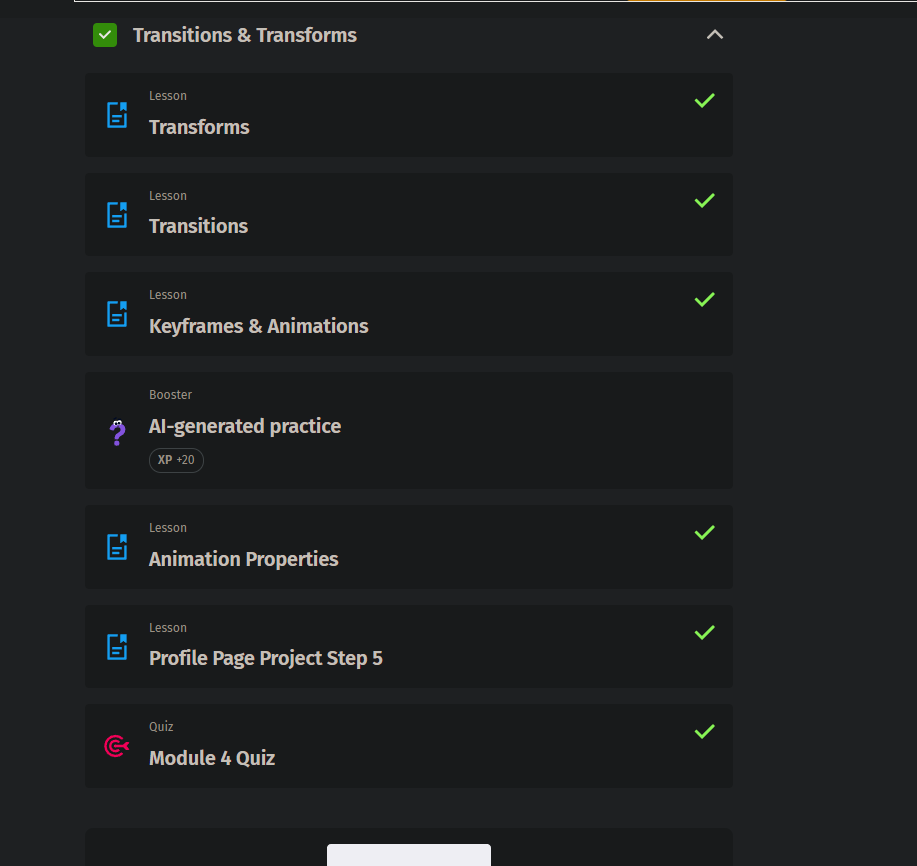 Transitions & Transforms
Lesson
Transforms
Lesson
Transitions
Lesson
Keyframes & Animations
Booster
AI-generated practice
XP +20
Lesson
Animation Properties
Lesson
Profile Page Project Step 5
Quiz
Module 4 Quiz